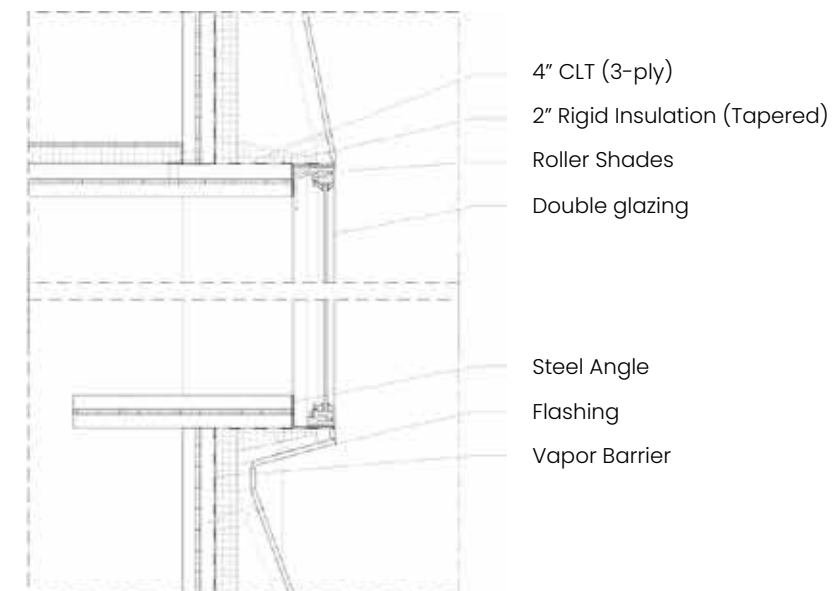 4” CLT (3-ply)
2” Rigid Insulation (Tapered)
Roller Shades
Double glazing
Steel Angle
Flashing
Vapor Barrier